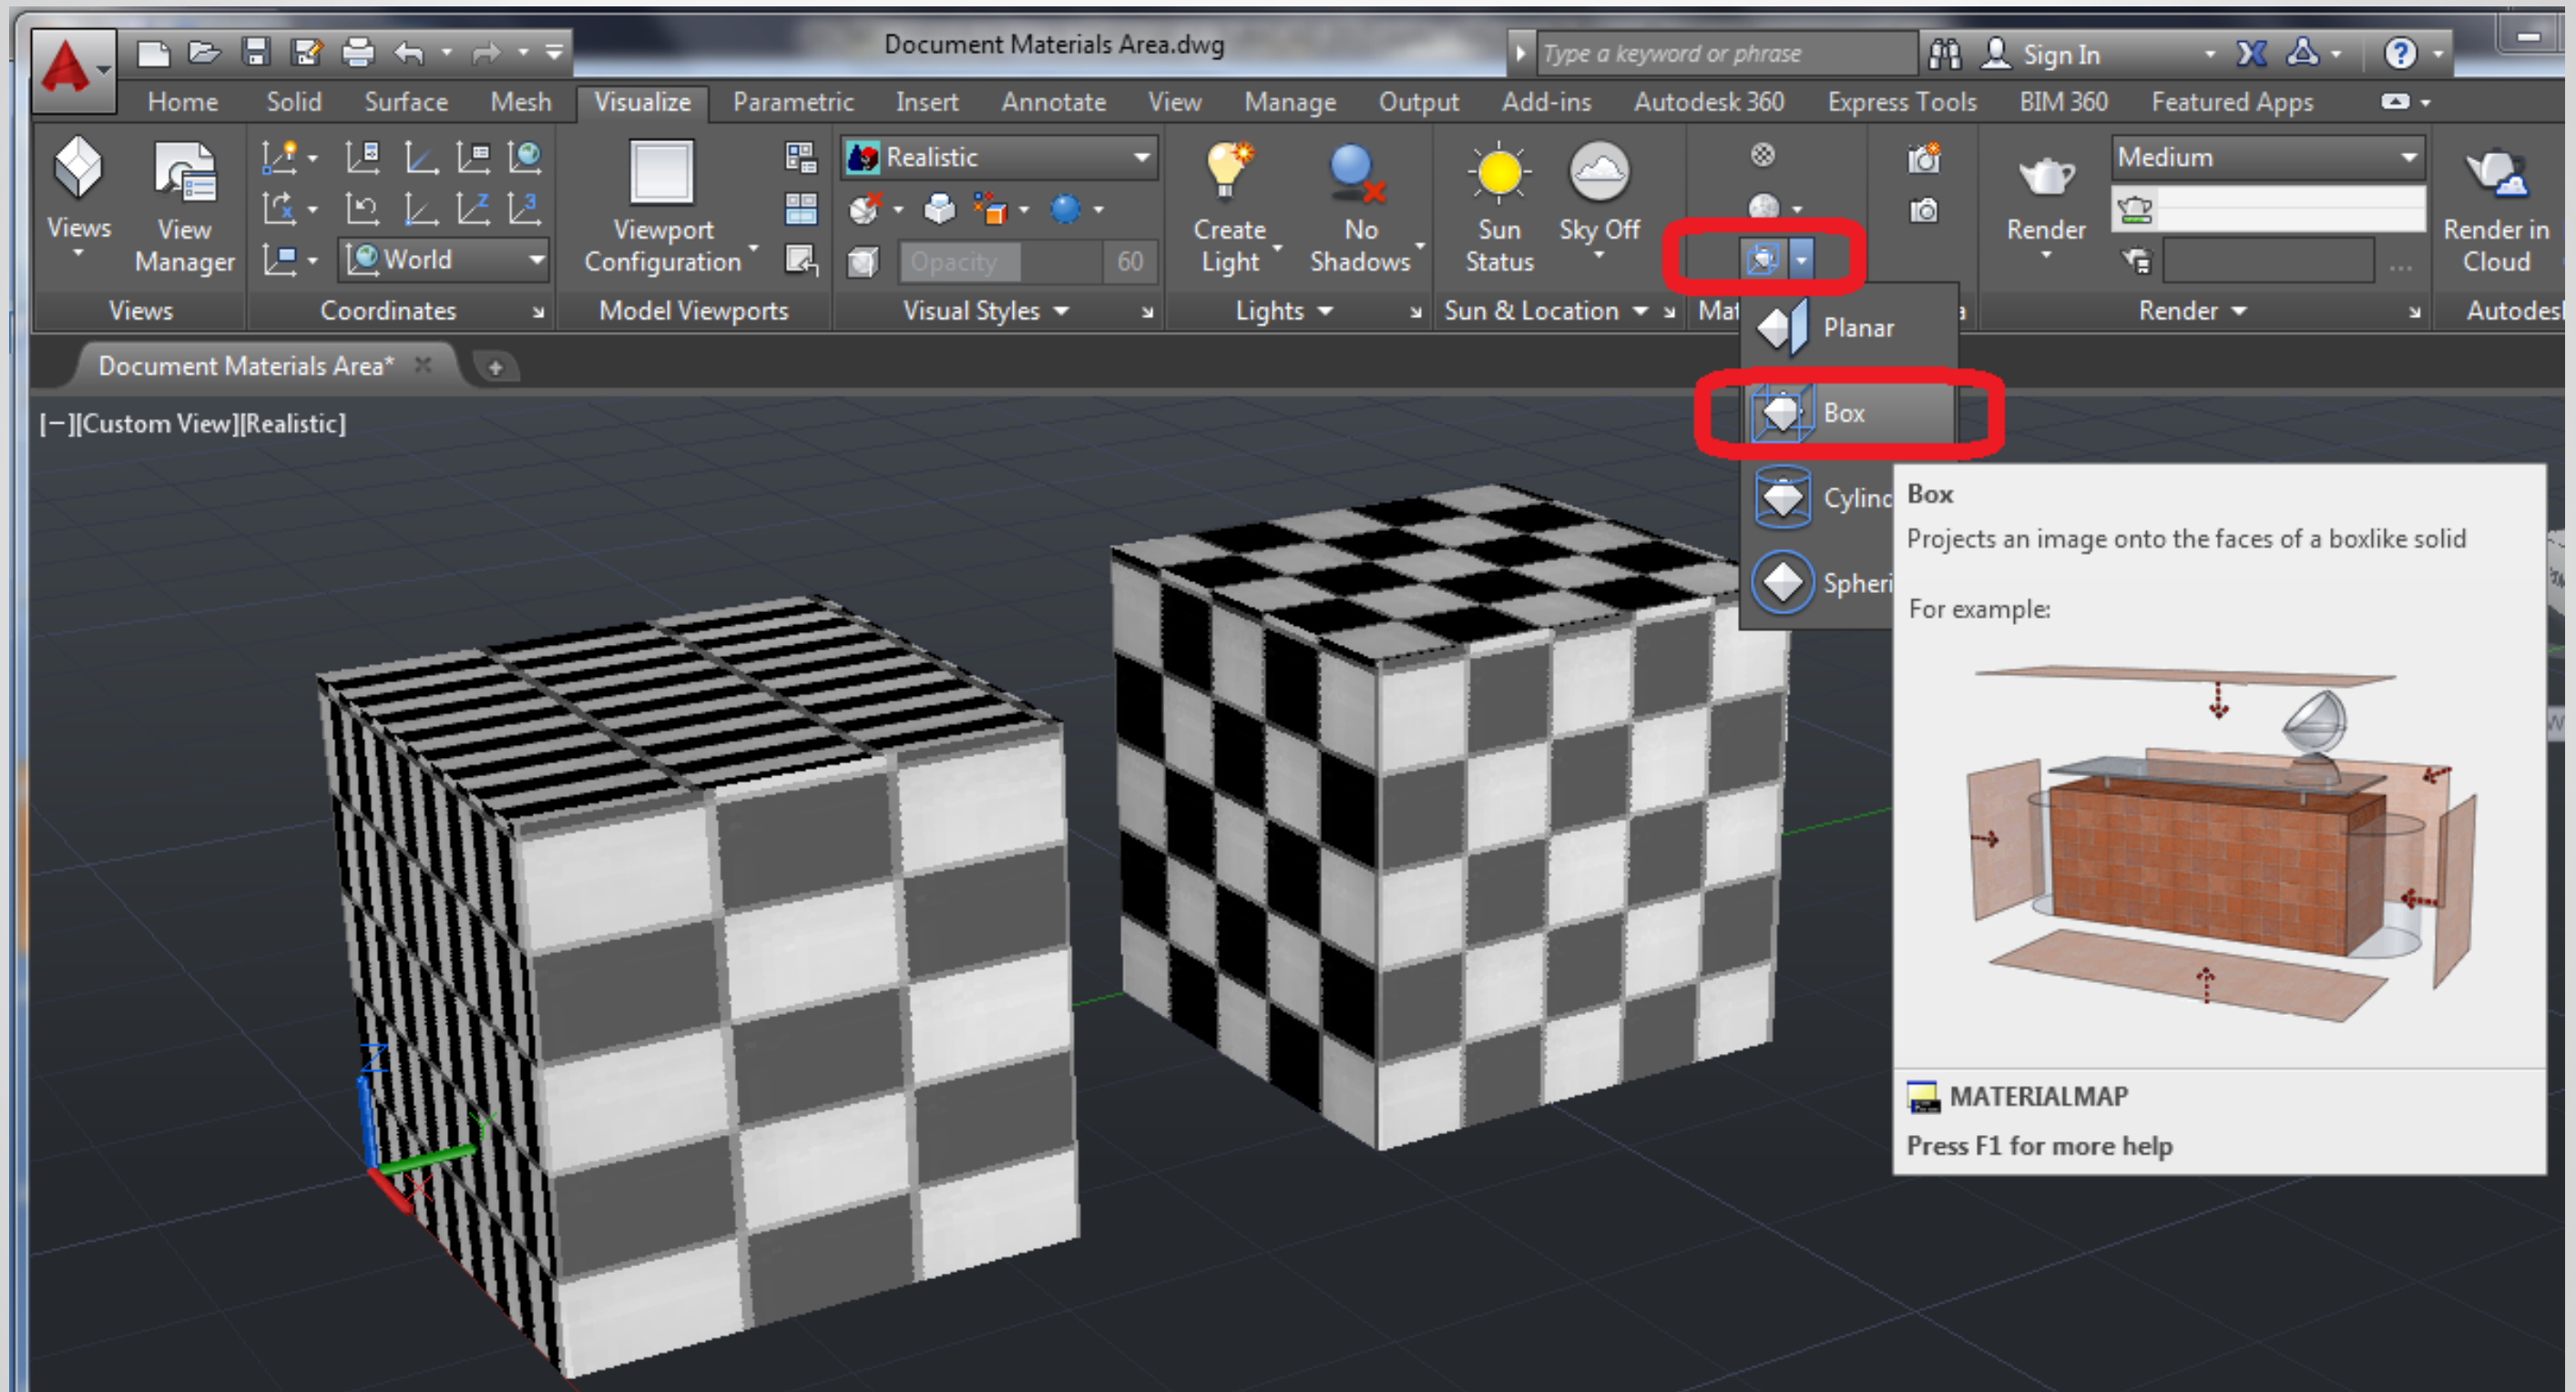 Document Materials Area.dwg
Type a keyword or phrase
Sign In
Home Solid Surface Mesh Visualize Parametric Insert Annotate View Manage Output Add-ins Autodesk 360 Express Tools BIM 360 Featured Apps
Realistic
Medium
Views
View
Manager
World
Viewport
Configuration
Opacity 60
Create
Light
No
Shadows
Sun
Status
Sky Off
Render
Render in
Cloud
Views Coordinates Model Viewports Visual Styles Lights Sun & Location Mat Render Autodes
Planar
Document Materials Area*
Box
[−][Custom View][Realistic]
Cylinc
Spheri
Box
Projects an image onto the faces of a boxlike solid
For example:
MATERIALMAP
Press F1 for more help
Z
Y
X